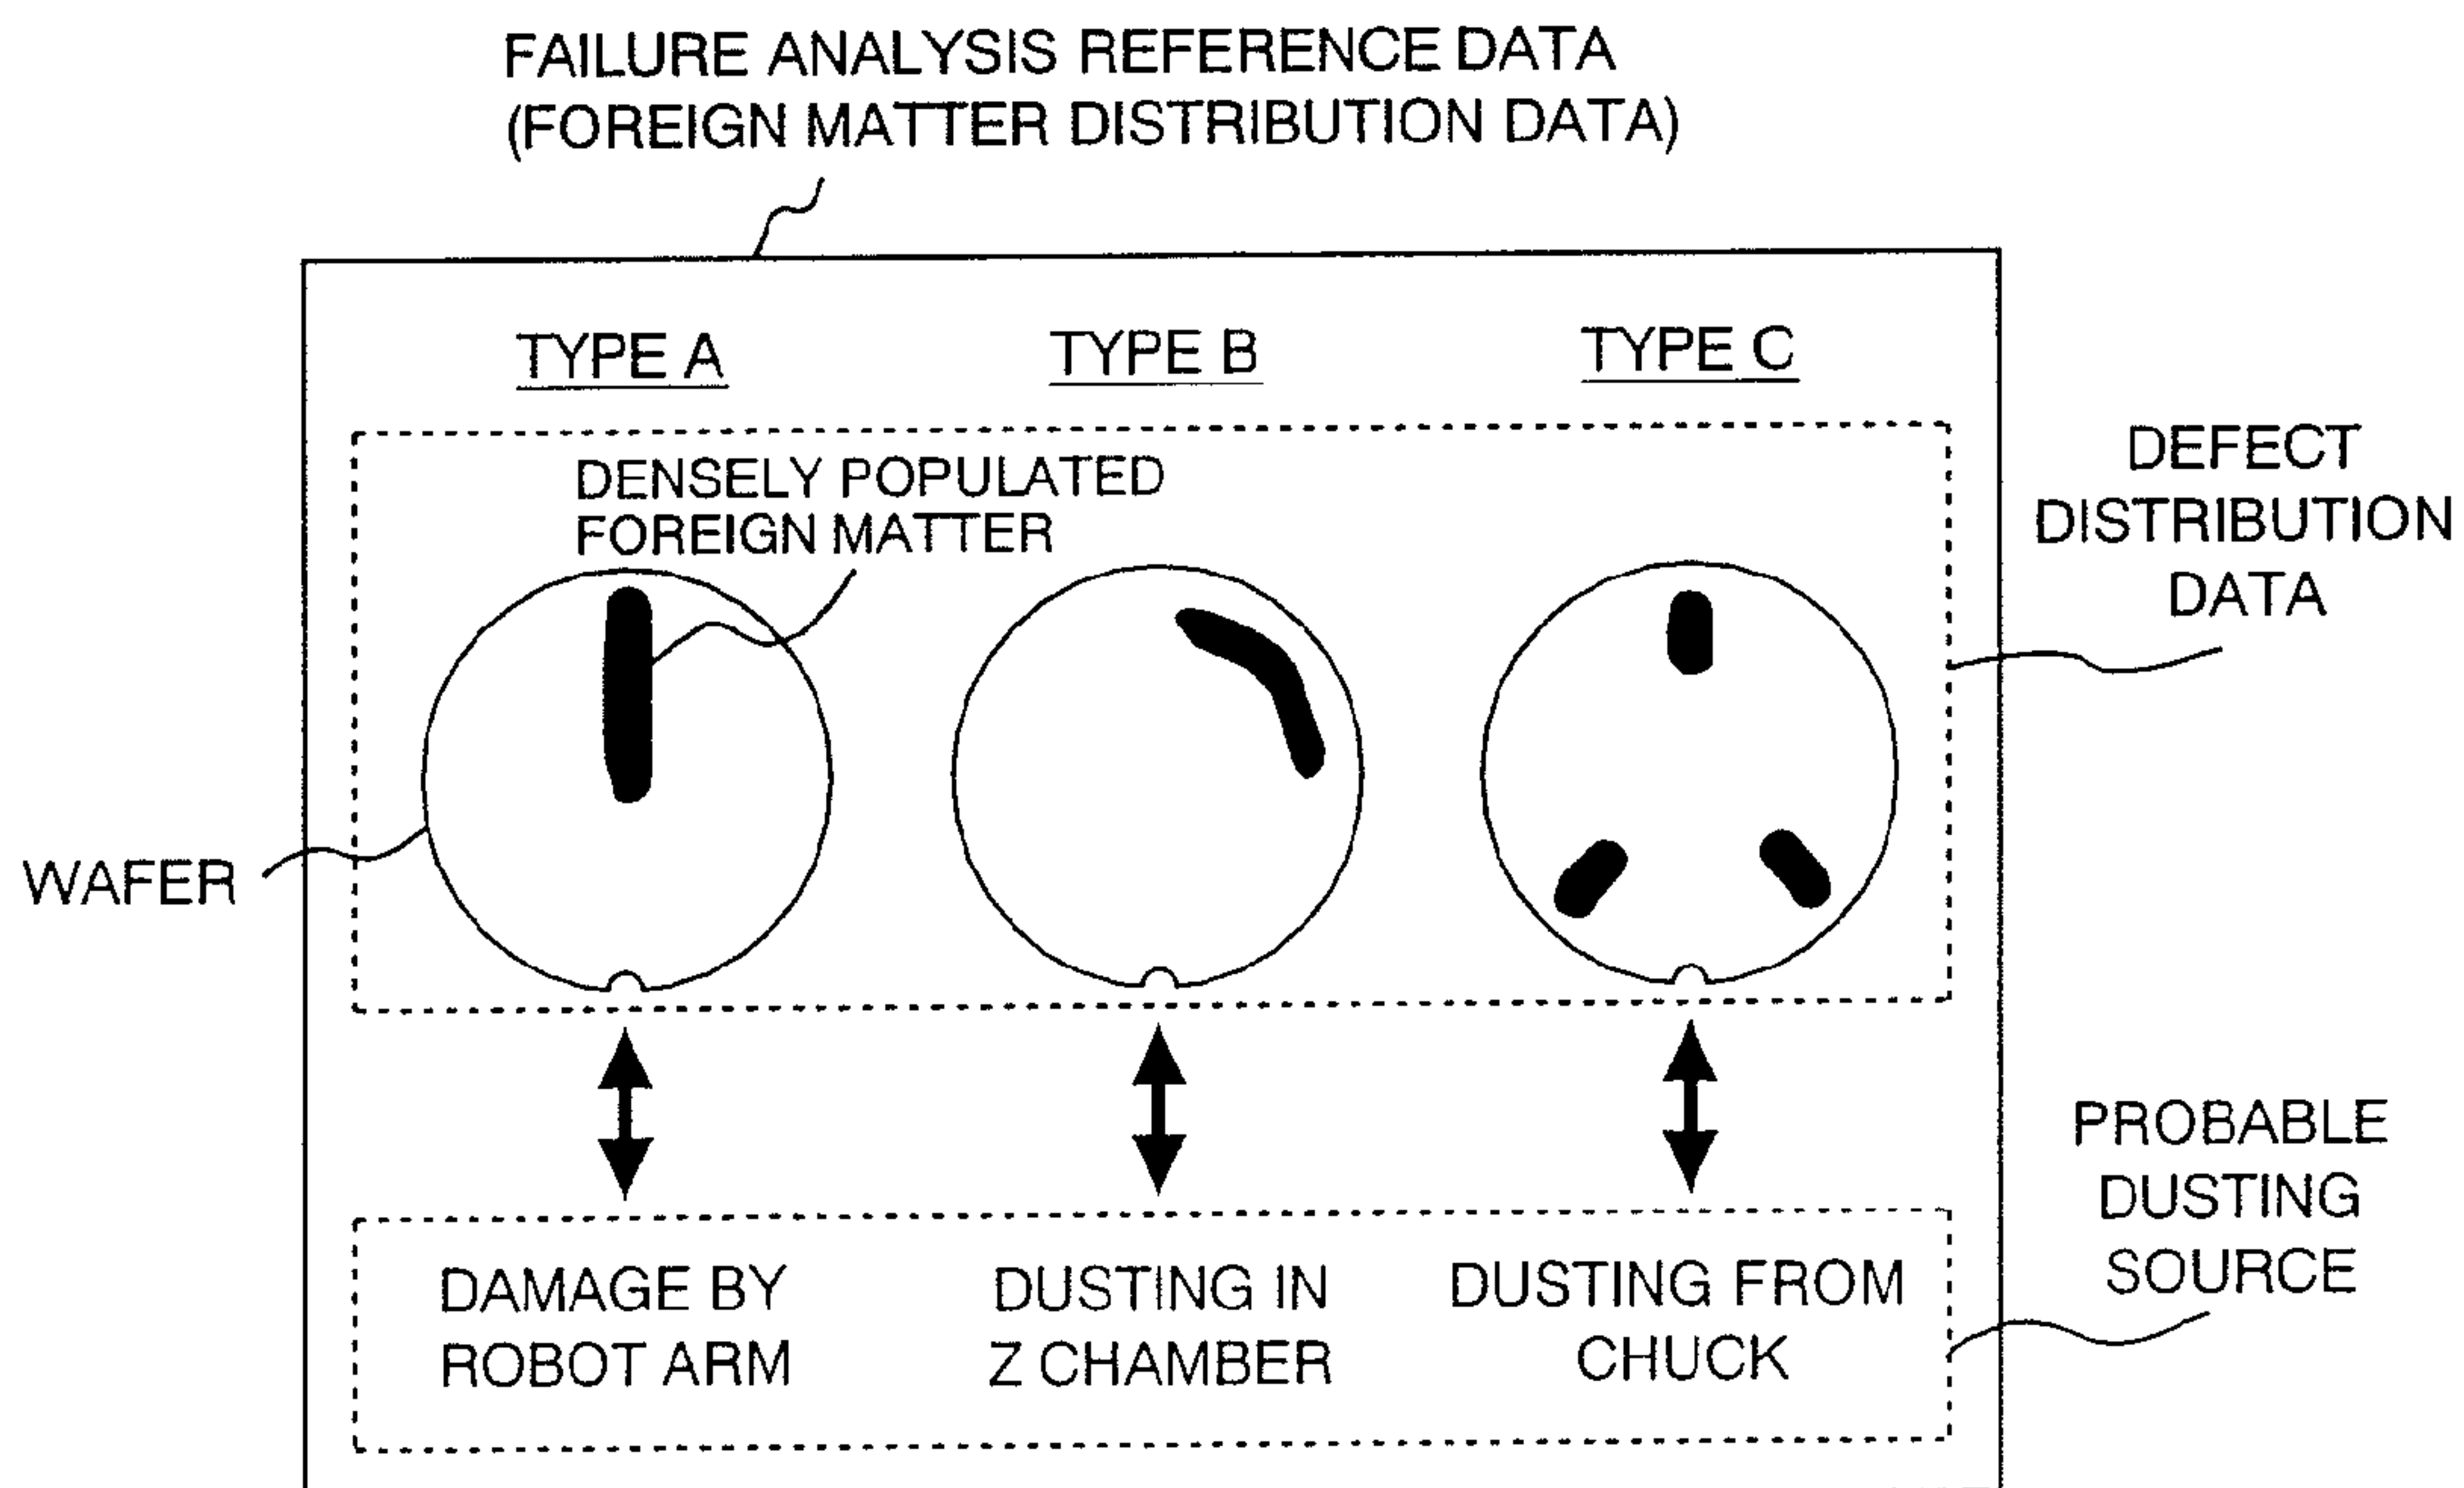 FAILURE ANALYSIS REFERENCE DATA
(FOREIGN MATTER DISTRIBUTION DATA)
TYPE A
TYPE B
TYPE C
DENSELY POPULATED
FOREIGN MATTER
DEFECT
DISTRIBUTION
DATA
WAFER
PROBABLE
DUSTING
SOURCE
DAMAGE BY
ROBOT ARM
DUSTING IN
Z CHAMBER
DUSTING FROM
CHUCK